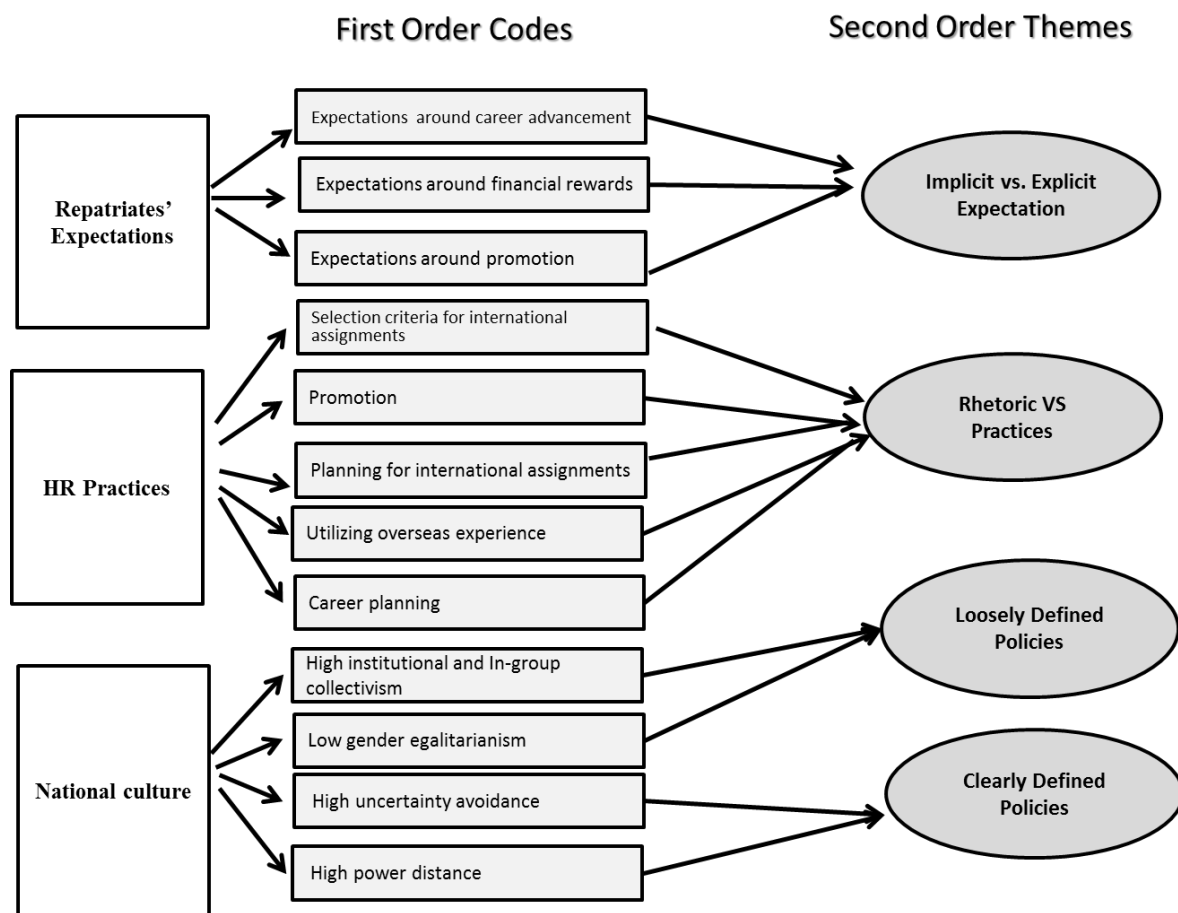 First Order Codes
Second Order Themes
Repatriates’
Expectations
Expectations around career advancement
Expectations around financial rewards
Expectations around promotion
Implicit vs. Explicit
Expectation
HR Practices
Selection criteria for international
assignments
Promotion
Planning for international assignments
Utilizing overseas experience
Career planning
Rhetoric VS
Practices
National culture
High institutional and In-group
collectivism
Low gender egalitarianism
High uncertainty avoidance
High power distance
Loosely Defined
Policies
Clearly Defined
Policies